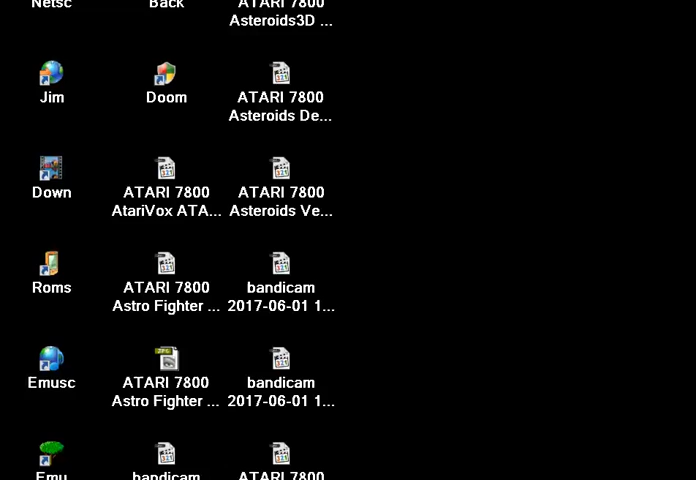 Netsc
Back
ATARI 7800
Asteroids3D ...
Jim
Doom
ATARI 7800
Asteroids De...
Down
ATARI 7800
AtariVox ATA...
ATARI 7800
Asteroids Ve...
Roms
ATARI 7800
Astro Fighter ...
bandicam
2017-06-01 1...
Emusc
ATARI 7800
Astro Fighter ...
bandicam
2017-06-01 1...
Emu
bandicam
ATARI 7800